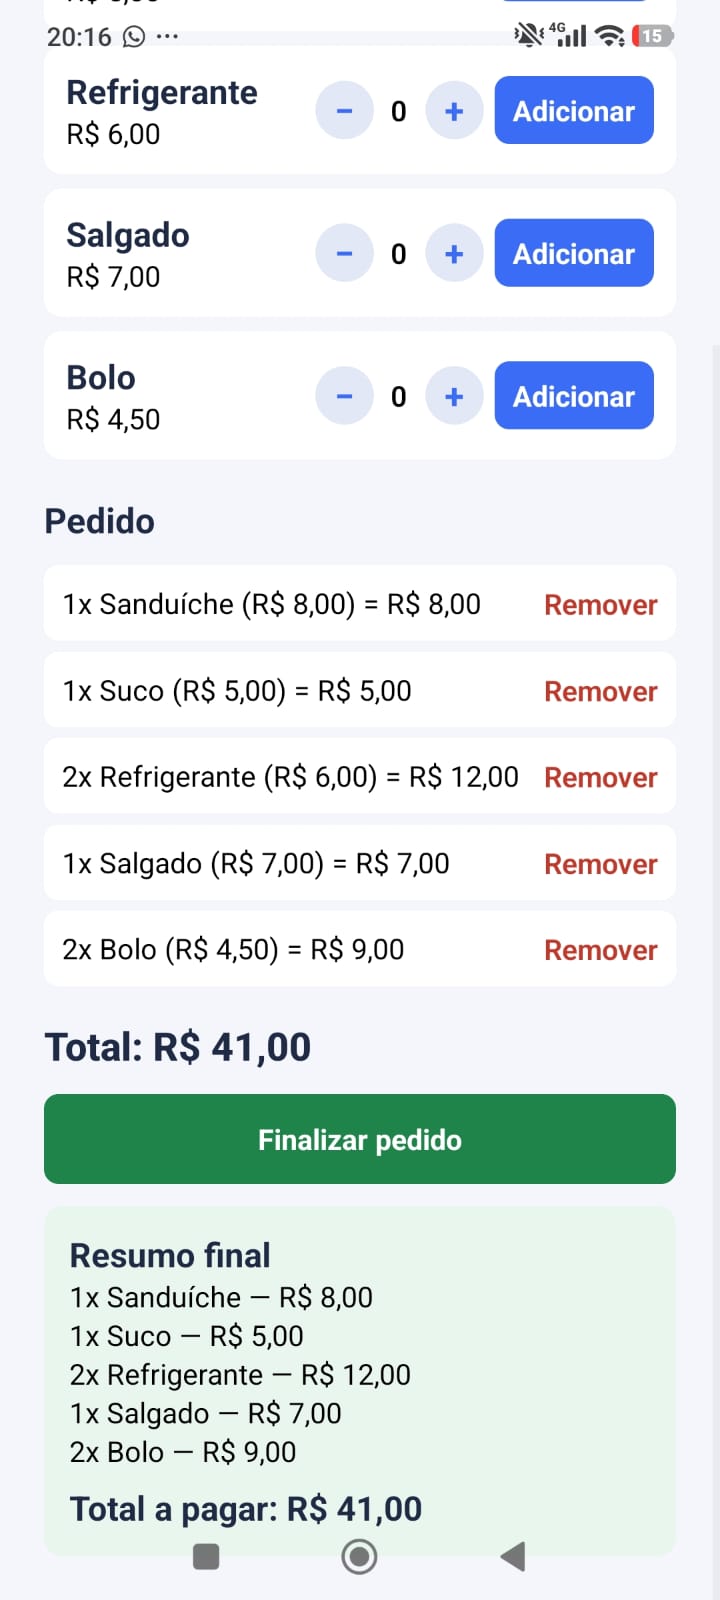 20:16 ... 4G 15
Refrigerante
R$ 6,00
− 0 + Adicionar
Salgado
R$ 7,00
− 0 + Adicionar
Bolo
R$ 4,50
− 0 + Adicionar
Pedido
1x Sanduíche (R$ 8,00) = R$ 8,00 Remover
1x Suco (R$ 5,00) = R$ 5,00 Remover
2x Refrigerante (R$ 6,00) = R$ 12,00 Remover
1x Salgado (R$ 7,00) = R$ 7,00 Remover
2x Bolo (R$ 4,50) = R$ 9,00 Remover
Total: R$ 41,00
Finalizar pedido
Resumo final
1x Sanduíche — R$ 8,00
1x Suco — R$ 5,00
2x Refrigerante — R$ 12,00
1x Salgado — R$ 7,00
2x Bolo — R$ 9,00
Total a pagar: R$ 41,00